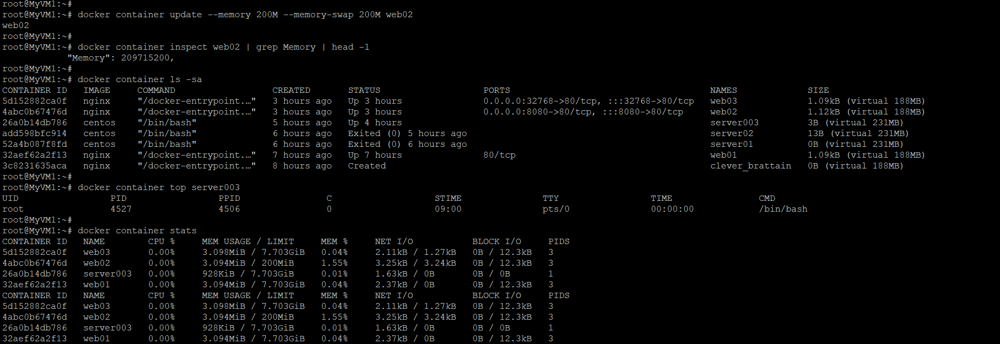 root@MyVM1:~#
root@MyVM1:~# docker container update --memory 200M --memory-swap 200M web02
web02
root@MyVM1:~#
root@MyVM1:~# docker container inspect web02 | grep Memory | head -1
            "Memory": 209715200,
root@MyVM1:~#
root@MyVM1:~# docker container ls -sa
CONTAINER ID   IMAGE     COMMAND                  CREATED       STATUS                   PORTS                                     NAMES             SIZE
5d152882ca0f   nginx     "/docker-entrypoint.…"   3 hours ago   Up 3 hours               0.0.0.0:32768->80/tcp, :::32768->80/tcp   web03             1.09kB (virtual 188MB)
4abc0b67476d   nginx     "/docker-entrypoint.…"   3 hours ago   Up 3 hours               0.0.0.0:8080->80/tcp, :::8080->80/tcp     web02             1.12kB (virtual 188MB)
26a0b14db786   centos    "/bin/bash"              5 hours ago   Up 4 hours                                                         server003         3B (virtual 231MB)
add598bfc914   centos    "/bin/bash"              6 hours ago   Exited (0) 5 hours ago                                             server02          13B (virtual 231MB)
52a4b087f8fd   centos    "/bin/bash"              6 hours ago   Exited (0) 6 hours ago                                             server01          0B (virtual 231MB)
32aef62a2f13   nginx     "/docker-entrypoint.…"   7 hours ago   Up 7 hours               80/tcp                                    web01             1.09kB (virtual 188MB)
3c8231635aca   nginx     "/docker-entrypoint.…"   8 hours ago   Created                                                            clever_brattain   0B (virtual 188MB)
root@MyVM1:~#
root@MyVM1:~# docker container top server003
UID                 PID                 PPID                C                   STIME               TTY                 TIME                CMD
root                4527                4506                0                   09:00               pts/0               00:00:00            /bin/bash
root@MyVM1:~#
root@MyVM1:~# docker container stats
CONTAINER ID   NAME        CPU %     MEM USAGE / LIMIT     MEM %     NET I/O           BLOCK I/O     PIDS
5d152882ca0f   web03       0.00%     3.098MiB / 7.703GiB   0.04%     2.11kB / 1.27kB   0B / 12.3kB   3
4abc0b67476d   web02       0.00%     3.094MiB / 200MiB     1.55%     3.25kB / 3.24kB   0B / 12.3kB   3
26a0b14db786   server003   0.00%     928KiB / 7.703GiB     0.01%     1.63kB / 0B       0B / 0B       1
32aef62a2f13   web01       0.00%     3.094MiB / 7.703GiB   0.04%     2.37kB / 0B       0B / 12.3kB   3
CONTAINER ID   NAME        CPU %     MEM USAGE / LIMIT     MEM %     NET I/O           BLOCK I/O     PIDS
5d152882ca0f   web03       0.00%     3.098MiB / 7.703GiB   0.04%     2.11kB / 1.27kB   0B / 12.3kB   3
4abc0b67476d   web02       0.00%     3.094MiB / 200MiB     1.55%     3.25kB / 3.24kB   0B / 12.3kB   3
26a0b14db786   server003   0.00%     928KiB / 7.703GiB     0.01%     1.63kB / 0B       0B / 0B       1
32aef62a2f13   web01       0.00%     3.094MiB / 7.703GiB   0.04%     2.37kB / 0B       0B / 12.3kB   3